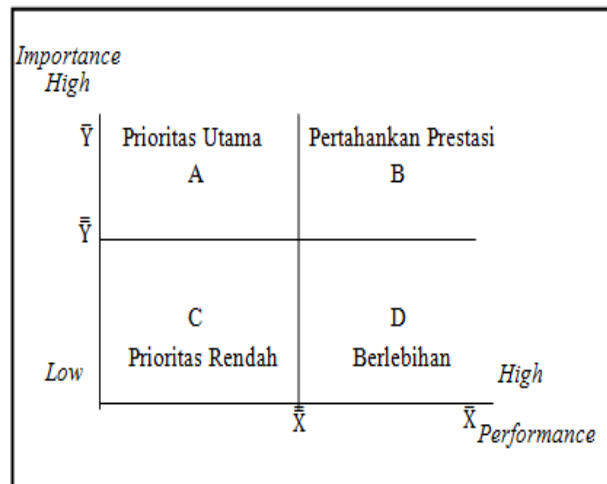 Importance
High
Y̅ Prioritas Utama Pertahankan Prestasi
A B
Y̿
C D
Prioritas Rendah Berlebihan
Low High
X̿ X̅ Performance